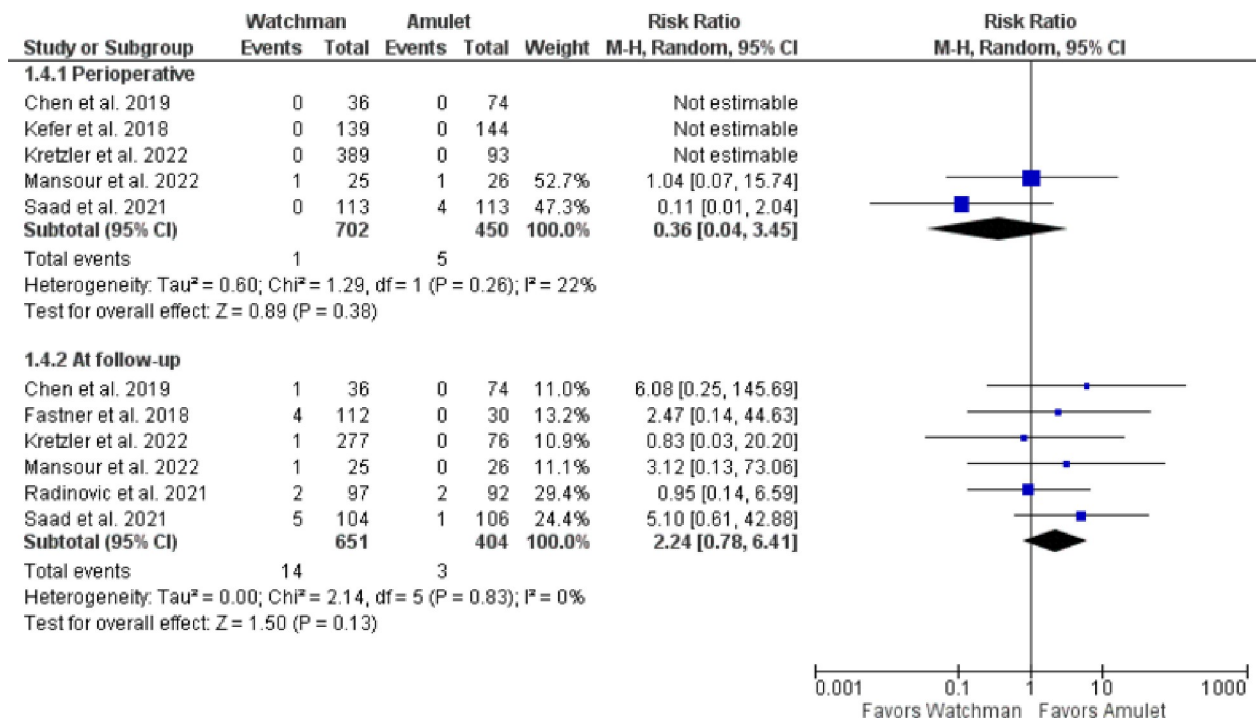 Watchman Amulet Risk Ratio Risk Ratio
Study or Subgroup Events Total Events Total Weight M-H, Random, 95% CI M-H, Random, 95% CI
1.4.1 Perioperative
Chen et al. 2019 0 36 0 74 Not estimable
Kefer et al. 2018 0 139 0 144 Not estimable
Kretzler et al. 2022 0 389 0 93 Not estimable
Mansour et al. 2022 1 25 1 26 52.7% 1.04 [0.07, 15.74]
Saad et al. 2021 0 113 4 113 47.3% 0.11 [0.01, 2.04]
Subtotal (95% CI) 702 450 100.0% 0.36 [0.04, 3.45]
Total events 1 5
Heterogeneity: Tau² = 0.60; Chi² = 1.29, df = 1 (P = 0.26); I² = 22%
Test for overall effect: Z = 0.89 (P = 0.38)
1.4.2 At follow-up
Chen et al. 2019 1 36 0 74 11.0% 6.08 [0.25, 145.69]
Fastner et al. 2018 4 112 0 30 13.2% 2.47 [0.14, 44.63]
Kretzler et al. 2022 1 277 0 76 10.9% 0.83 [0.03, 20.20]
Mansour et al. 2022 1 25 0 26 11.1% 3.12 [0.13, 73.06]
Radinovic et al. 2021 2 97 2 92 29.4% 0.95 [0.14, 6.59]
Saad et al. 2021 5 104 1 106 24.4% 5.10 [0.61, 42.88]
Subtotal (95% CI) 651 404 100.0% 2.24 [0.78, 6.41]
Total events 14 3
Heterogeneity: Tau² = 0.00; Chi² = 2.14, df = 5 (P = 0.83); I² = 0%
Test for overall effect: Z = 1.50 (P = 0.13)
0.001 0.1 1 10 1000
Favors Watchman Favors Amulet